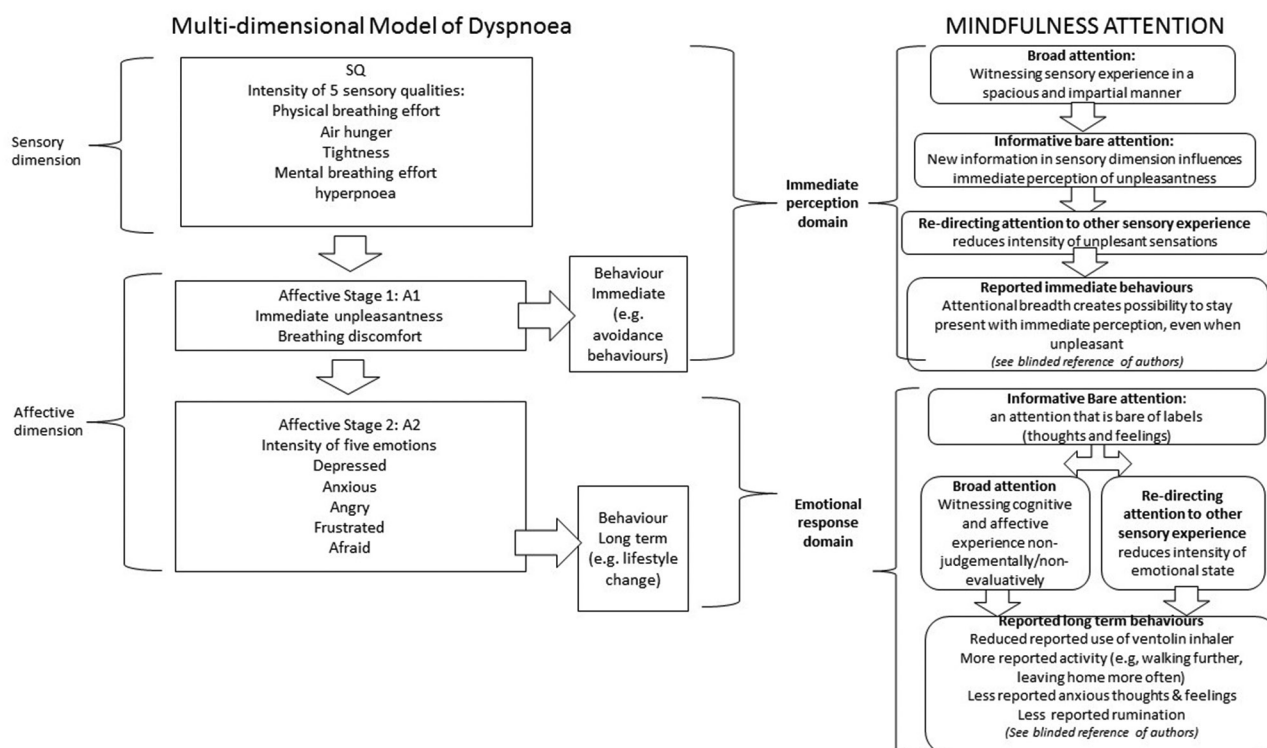 Multi-dimensional Model of Dyspnoea
Sensory
dimension
SQ
Intensity of 5 sensory qualities:
Physical breathing effort
Air hunger
Tightness
Mental breathing effort
hyperpnoea
Affective
dimension
Affective Stage 1: A1
Immediate unpleasantness
Breathing discomfort
Behaviour
Immediate
(e.g.
avoidance
behaviours)
Affective Stage 2: A2
Intensity of five emotions
Depressed
Anxious
Angry
Frustrated
Afraid
Behaviour
Long term
(e.g. lifestyle
change)
Immediate
perception
domain
Emotional
response
domain
MINDFULNESS ATTENTION
Broad attention:
Witnessing sensory experience in a
spacious and impartial manner
Informative bare attention:
New information in sensory dimension influences
immediate perception of unpleasantness
Re-directing attention to other sensory experience
reduces intensity of unplesant sensations
Reported immediate behaviours
Attentional breadth creates possibility to stay
present with immediate perception, even when
unpleasant
(see blinded reference of authors)
Informative Bare attention:
an attention that is bare of labels
(thoughts and feelings)
Broad attention
Witnessing cognitive
and affective
experience non-
judgementally/non-
evaluatively
Re-directing
attention to other
sensory experience
reduces intensity of
emotional state
Reported long term behaviours
Reduced reported use of ventolin inhaler
More reported activity (e.g, walking further,
leaving home more often)
Less reported anxious thoughts & feelings
Less reported rumination
(See blinded reference of authors)